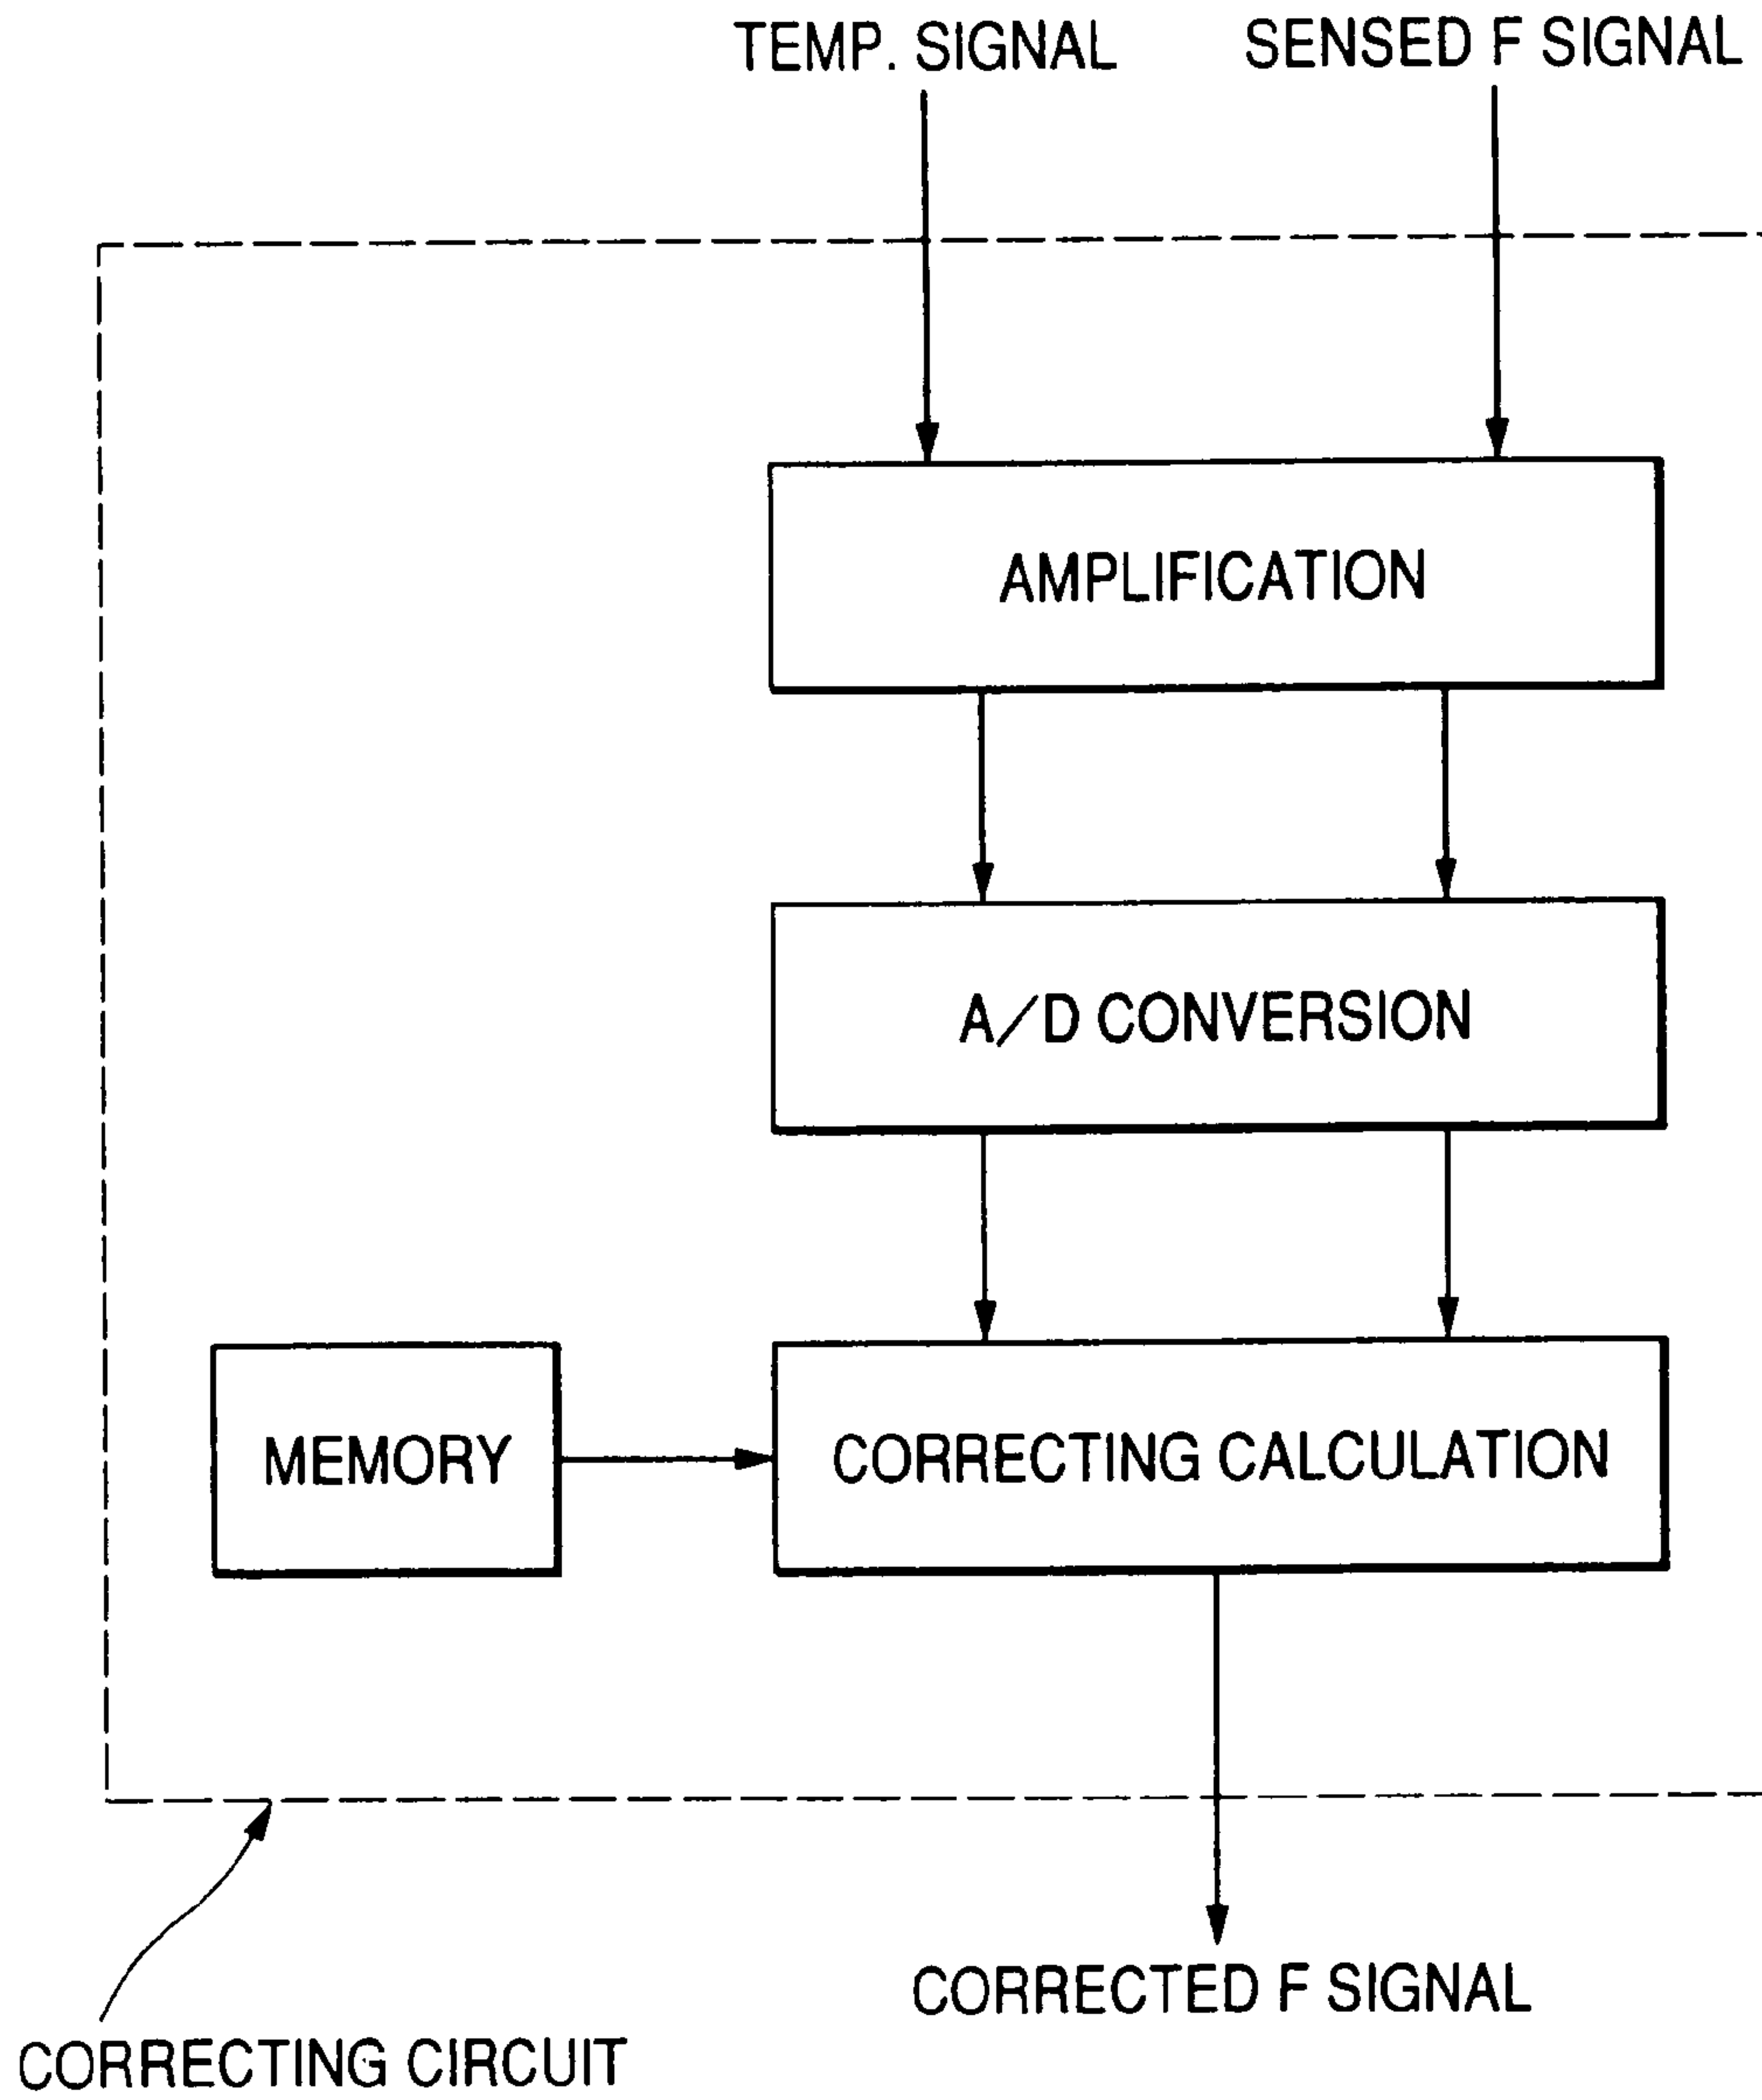 TEMP. SIGNAL
SENSED F SIGNAL
AMPLIFICATION
A/D CONVERSION
MEMORY
CORRECTING CALCULATION
CORRECTED F SIGNAL
CORRECTING CIRCUIT